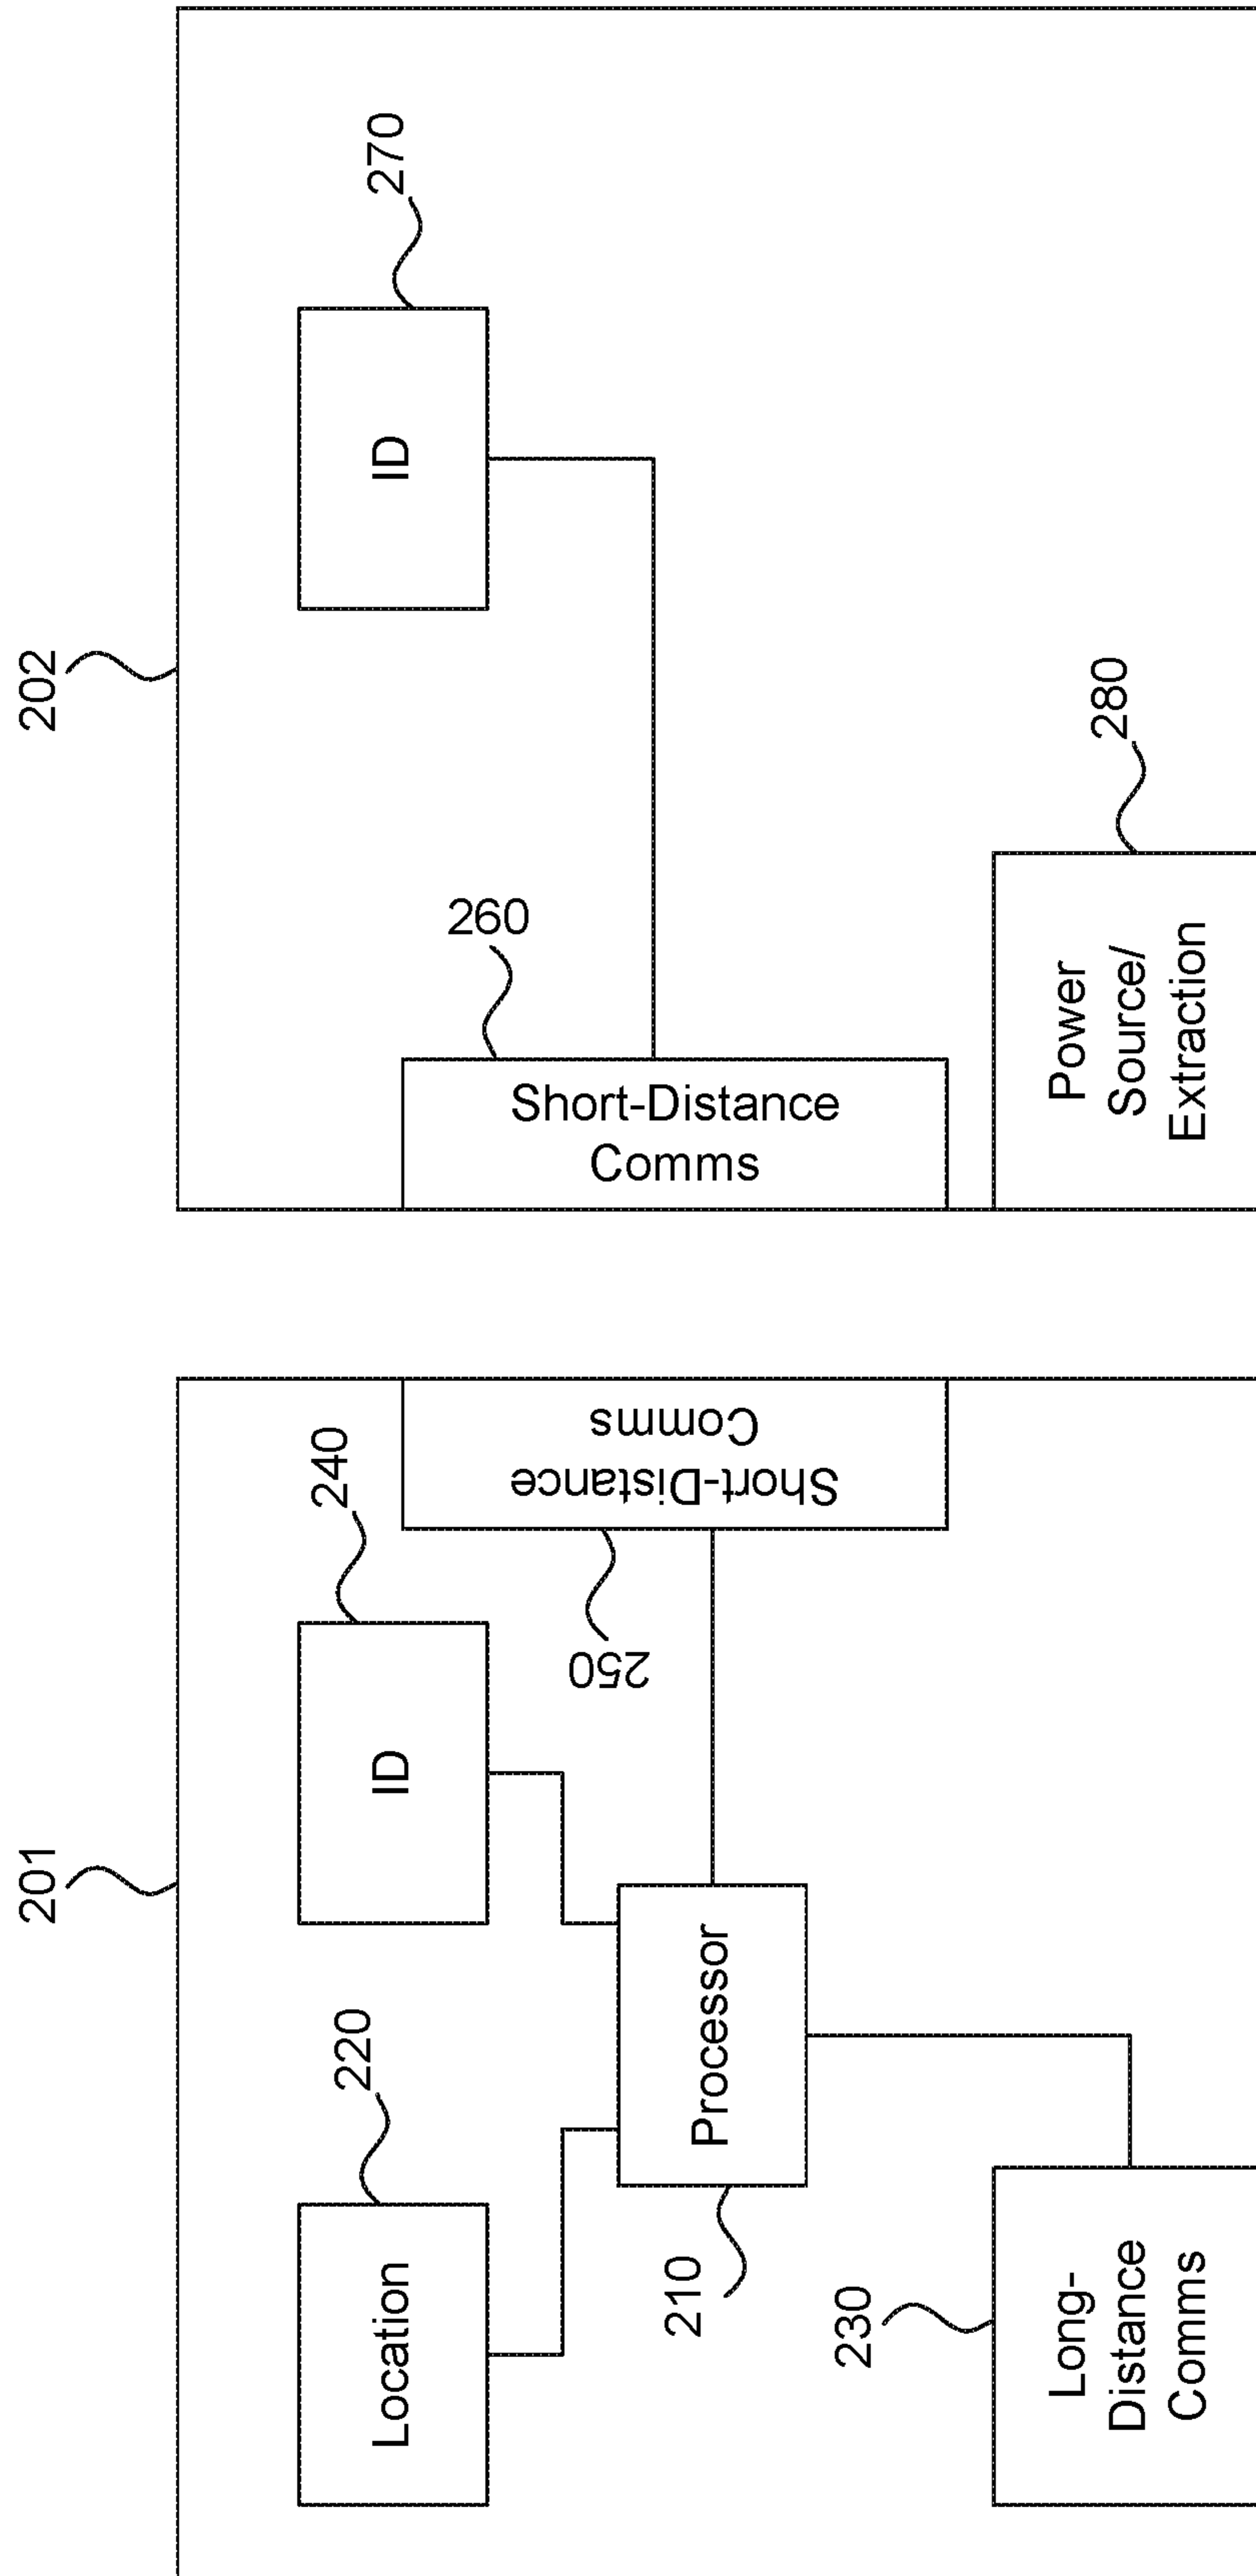 201
202
Location
220
ID
240
ID
270
Processor
210
250
Short-Distance
Comms
Short-Distance
Comms
260
Long-
Distance
Comms
230
Power
Source/
Extraction
280